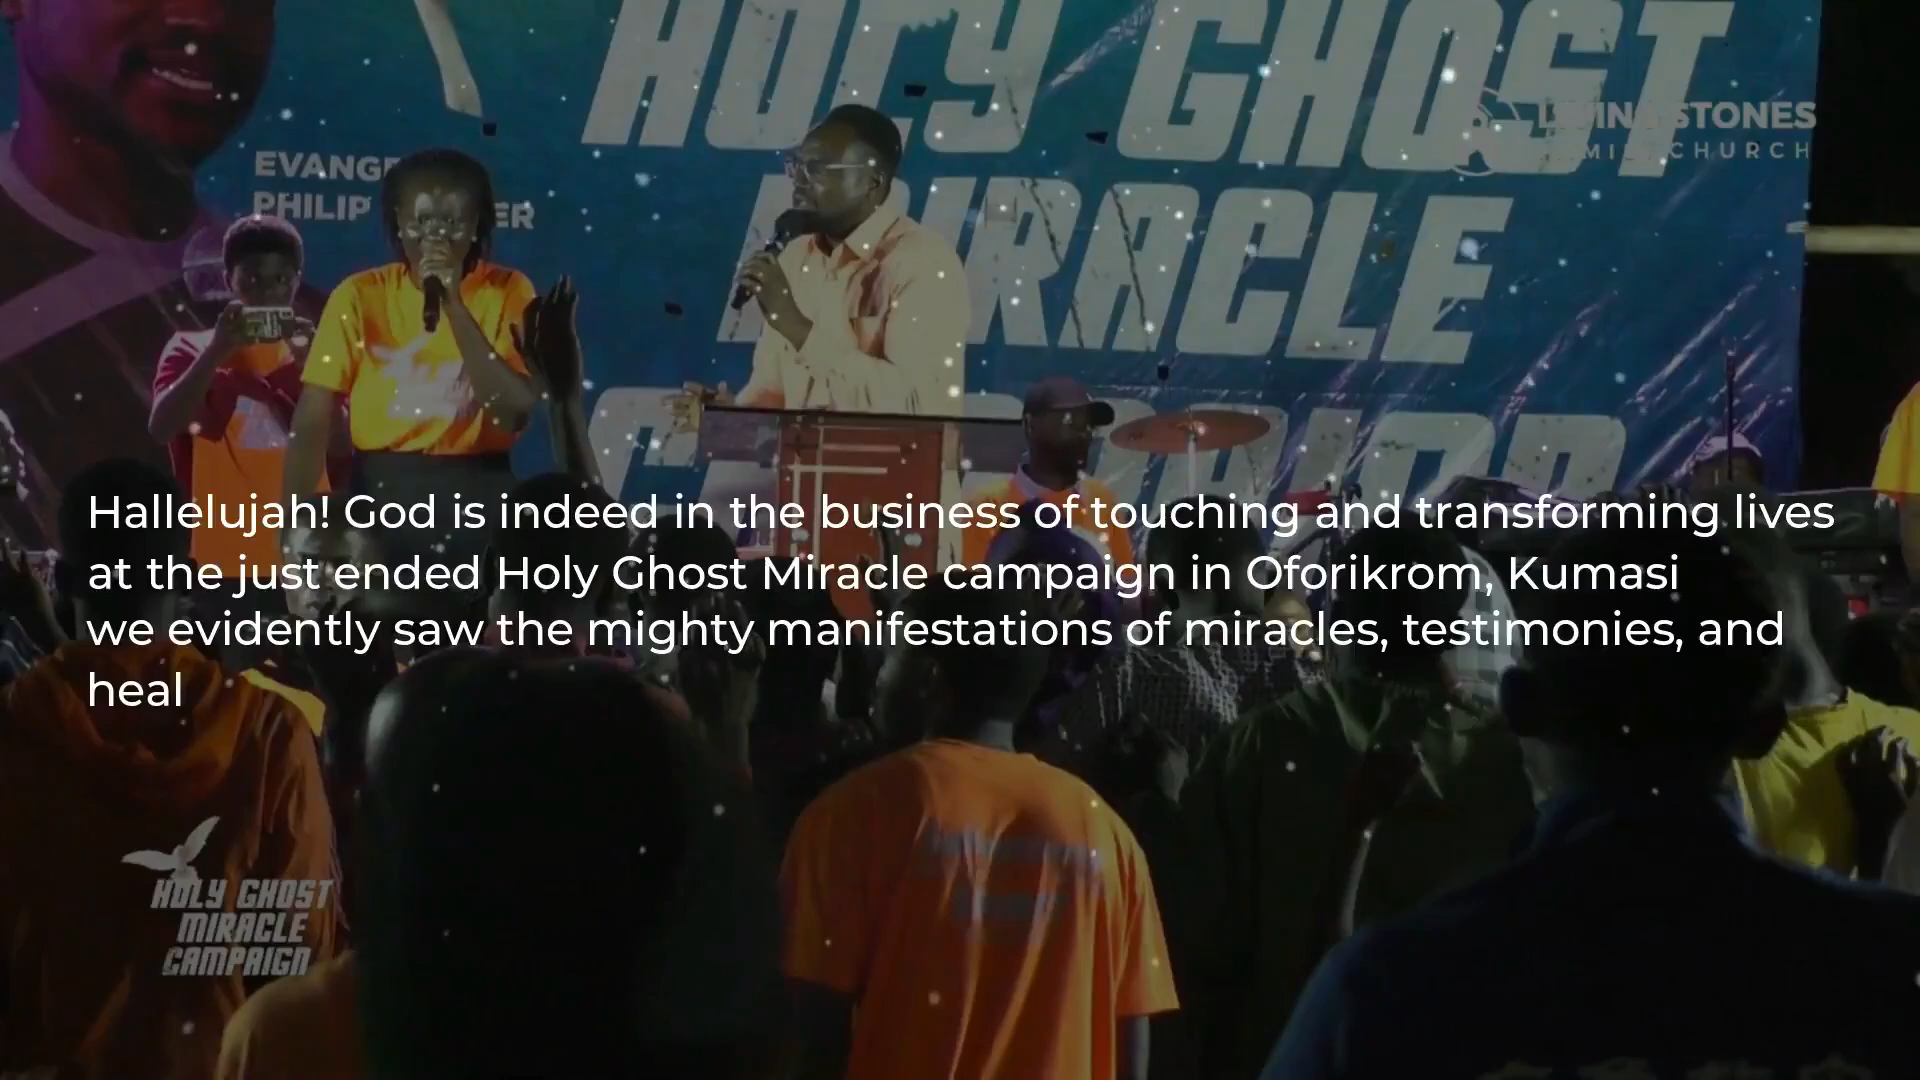 HOLY GHOST
MIRACLE
LIVING STONES
FAMILY CHURCH
PHILIP
Hallelujah! God is indeed in the business of touching and transforming lives
at the just ended Holy Ghost Miracle campaign in Oforikrom, Kumasi
we evidently saw the mighty manifestations of miracles, testimonies, and
heal
HOLY GHOST
MIRACLE
CAMPAIGN